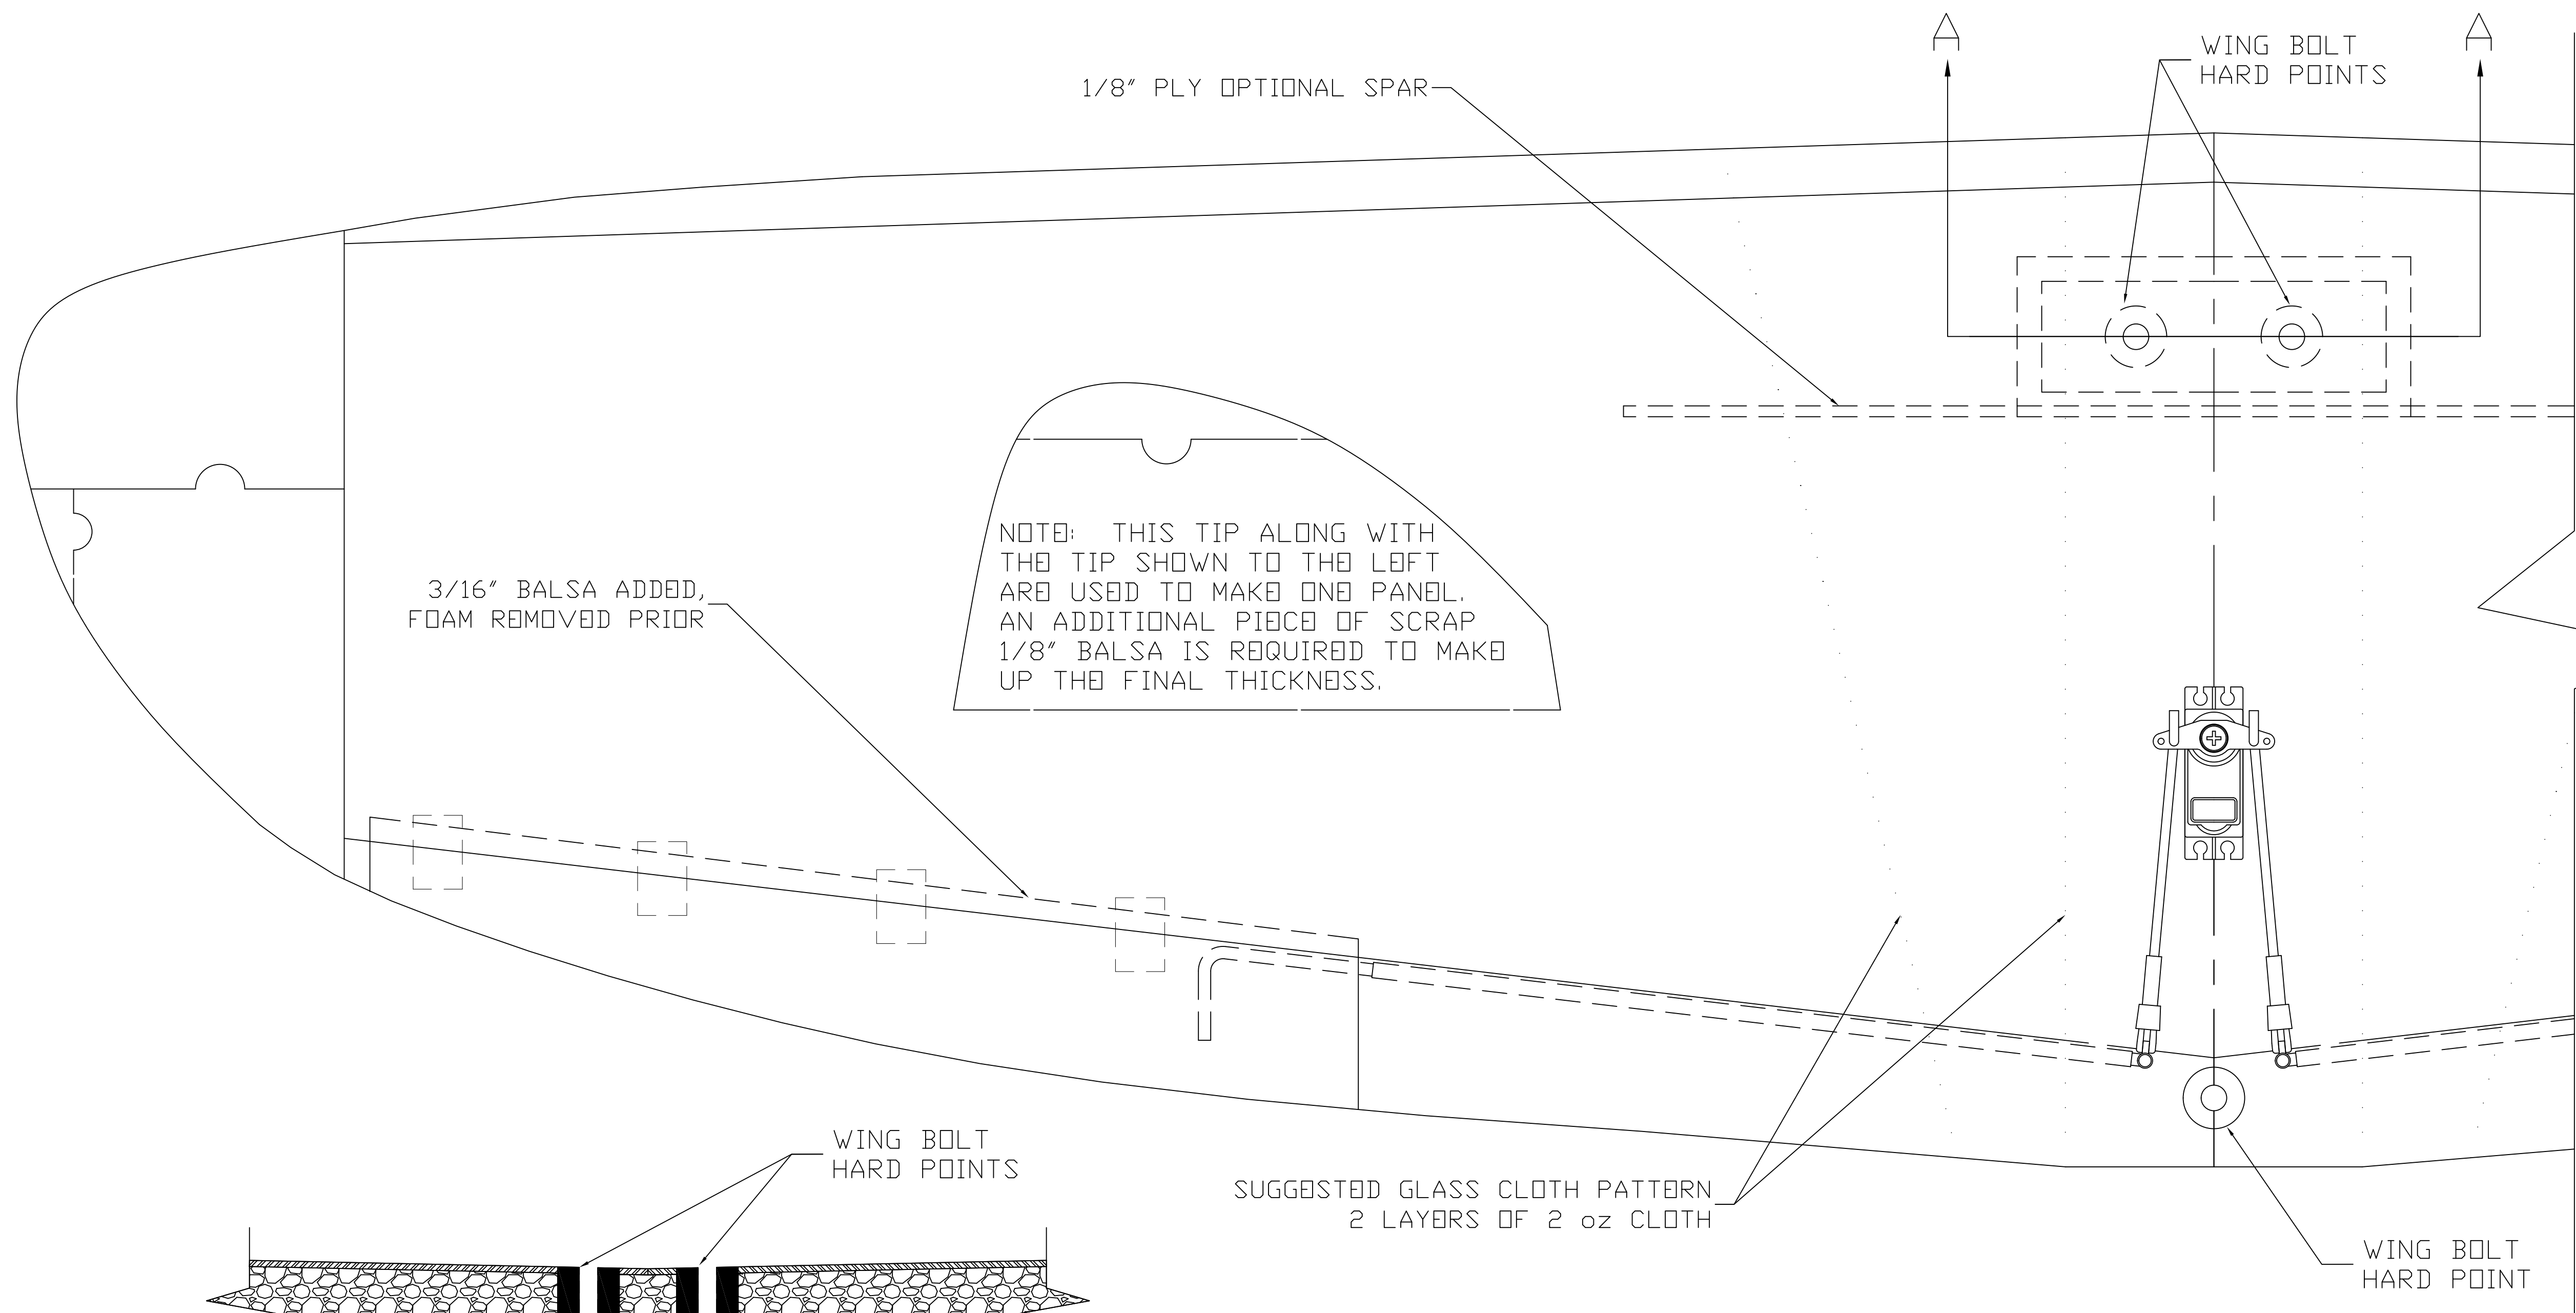 A
A
WING BOLT
HARD POINTS
1/8" PLY OPTIONAL SPAR
NOTE: THIS TIP ALONG WITH
THE TIP SHOWN TO THE LEFT
ARE USED TO MAKE ONE PANEL.
AN ADDITIONAL PIECE OF SCRAP
1/8" BALSA IS REQUIRED TO MAKE
UP THE FINAL THICKNESS.
3/16" BALSA ADDED,
FOAM REMOVED PRIOR
WING BOLT
HARD POINTS
SUGGESTED GLASS CLOTH PATTERN
2 LAYERS OF 2 oz CLOTH
WING BOLT
HARD POINT